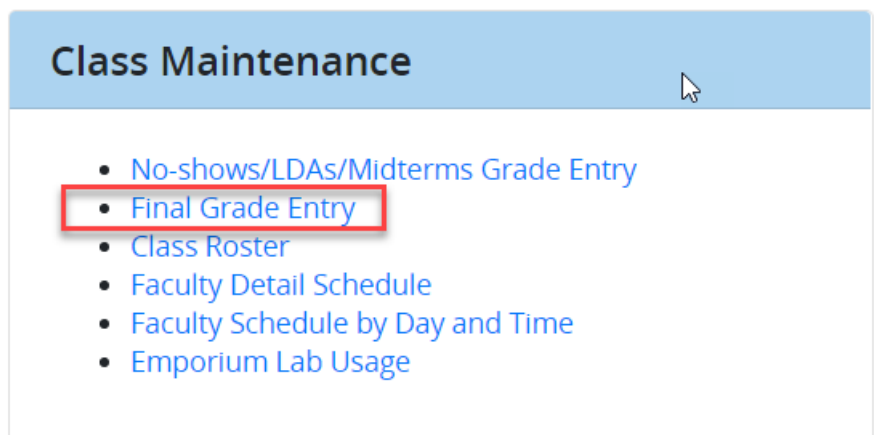 Class Maintenance
No-shows/LDAs/Midterms Grade Entry
Final Grade Entry
Class Roster
Faculty Detail Schedule
Faculty Schedule by Day and Time
Emporium Lab Usage